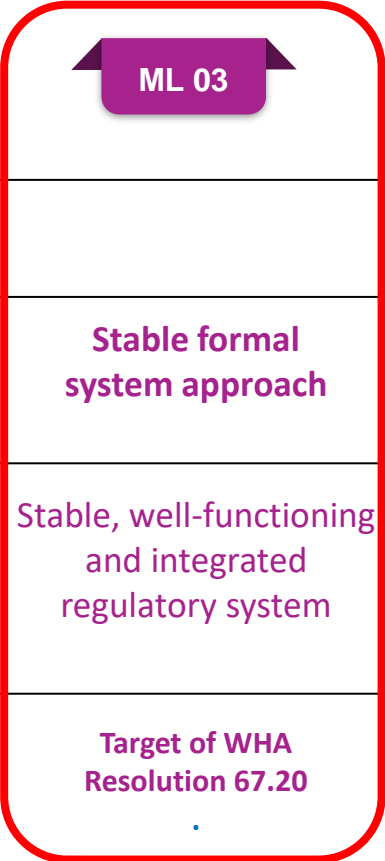 ML 03
Stable formal
system approach
Stable, well-functioning
and integrated
regulatory system
Target of WHA
Resolution 67.20
.